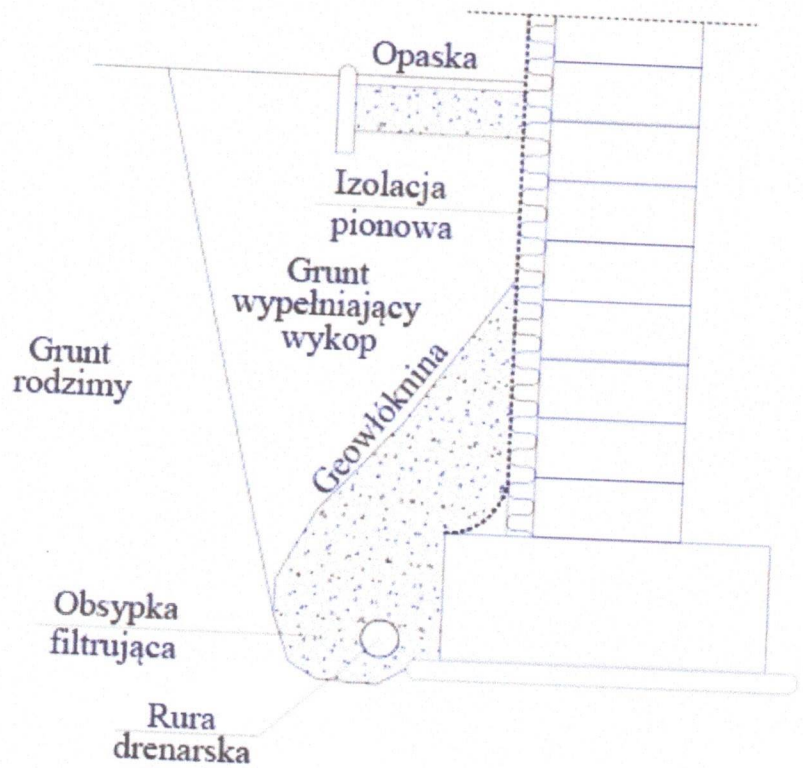 Opaska
Izolacja
pionowa
Grunt
wypełniający
wykop
Grunt
rodzimy
Geowłóknina
Obsypka
filtrująca
Rura
drenarska